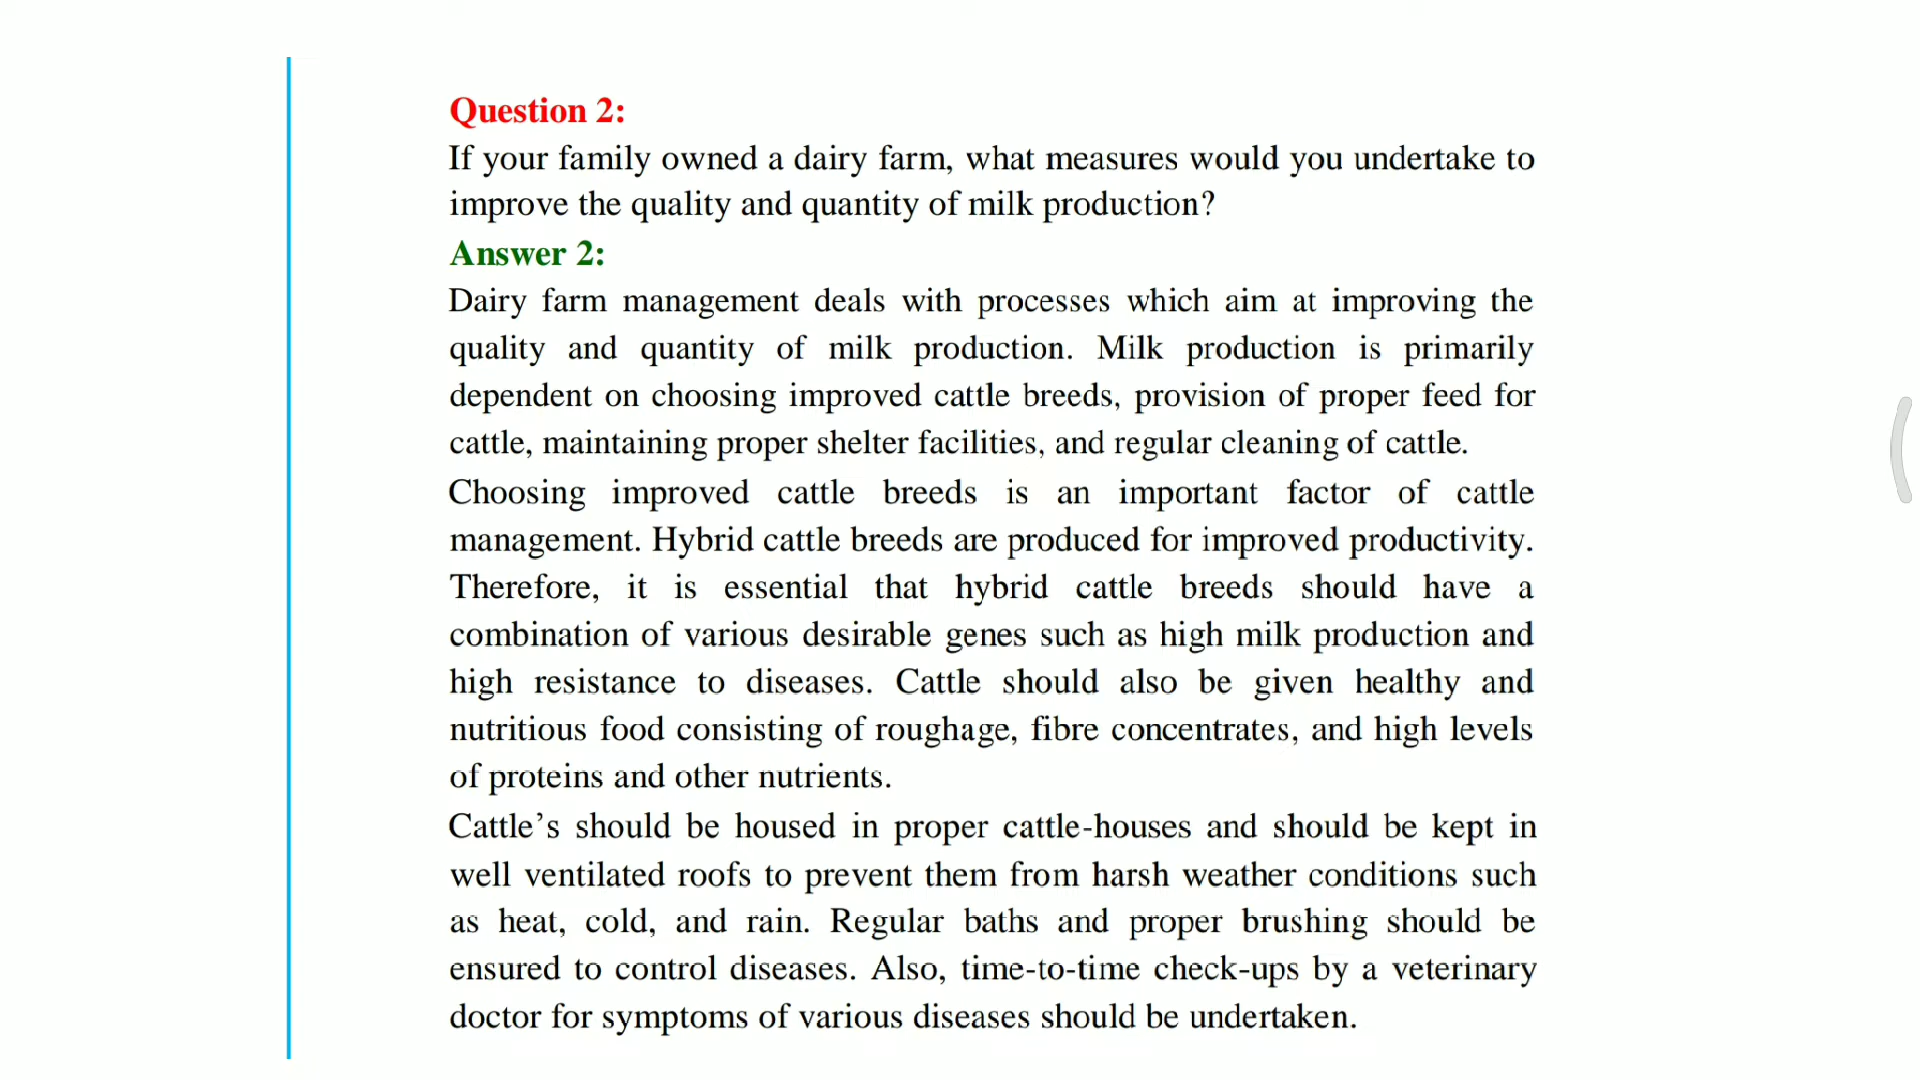 Question 2:
If your family owned a dairy farm, what measures would you undertake to
improve the quality and quantity of milk production?
Answer 2:
Dairy farm management deals with processes which aim at improving the
quality and quantity of milk production. Milk production is primarily
dependent on choosing improved cattle breeds, provision of proper feed for
cattle, maintaining proper shelter facilities, and regular cleaning of cattle.
Choosing improved cattle breeds is an important factor of cattle
management. Hybrid cattle breeds are produced for improved productivity.
Therefore, it is essential that hybrid cattle breeds should have a
combination of various desirable genes such as high milk production and
high resistance to diseases. Cattle should also be given healthy and
nutritious food consisting of roughage, fibre concentrates, and high levels
of proteins and other nutrients.
Cattle’s should be housed in proper cattle-houses and should be kept in
well ventilated roofs to prevent them from harsh weather conditions such
as heat, cold, and rain. Regular baths and proper brushing should be
ensured to control diseases. Also, time-to-time check-ups by a veterinary
doctor for symptoms of various diseases should be undertaken.